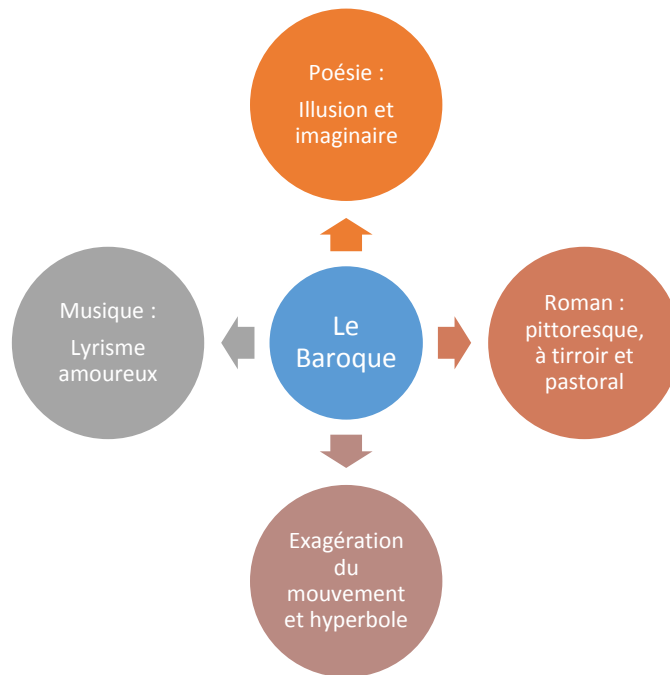 Poésie :
Illusion et
imaginaire
Musique :
Lyrisme
amoureux
Le
Baroque
Roman :
pittoresque,
à tirroir et
pastoral
Exagération
du
mouvement
et hyperbole